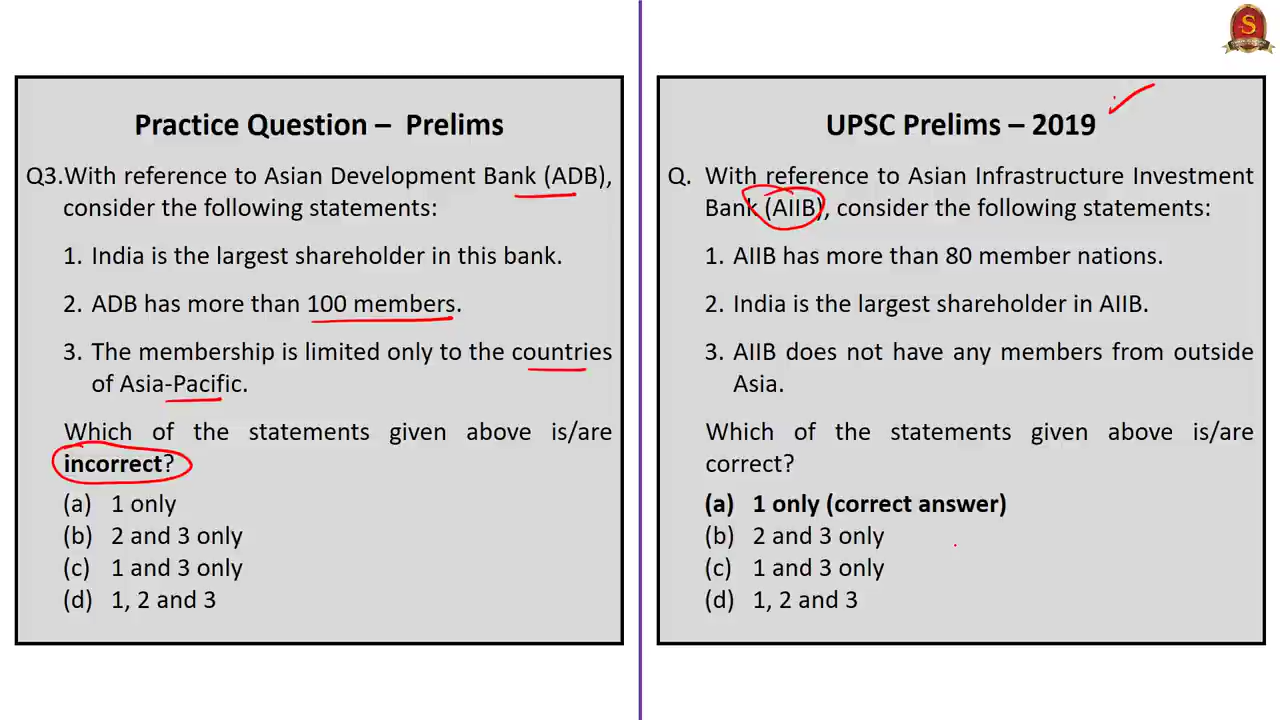 Practice Question – Prelims
Q3.With reference to Asian Development Bank (ADB),
consider the following statements:
1. India is the largest shareholder in this bank.
2. ADB has more than 100 members.
3. The membership is limited only to the countries
of Asia-Pacific.
Which of the statements given above is/are
incorrect?
(a) 1 only
(b) 2 and 3 only
(c) 1 and 3 only
(d) 1, 2 and 3
UPSC Prelims – 2019
Q. With reference to Asian Infrastructure Investment
Bank (AIIB), consider the following statements:
1. AIIB has more than 80 member nations.
2. India is the largest shareholder in AIIB.
3. AIIB does not have any members from outside
Asia.
Which of the statements given above is/are
correct?
(a) 1 only (correct answer)
(b) 2 and 3 only
(c) 1 and 3 only
(d) 1, 2 and 3
S